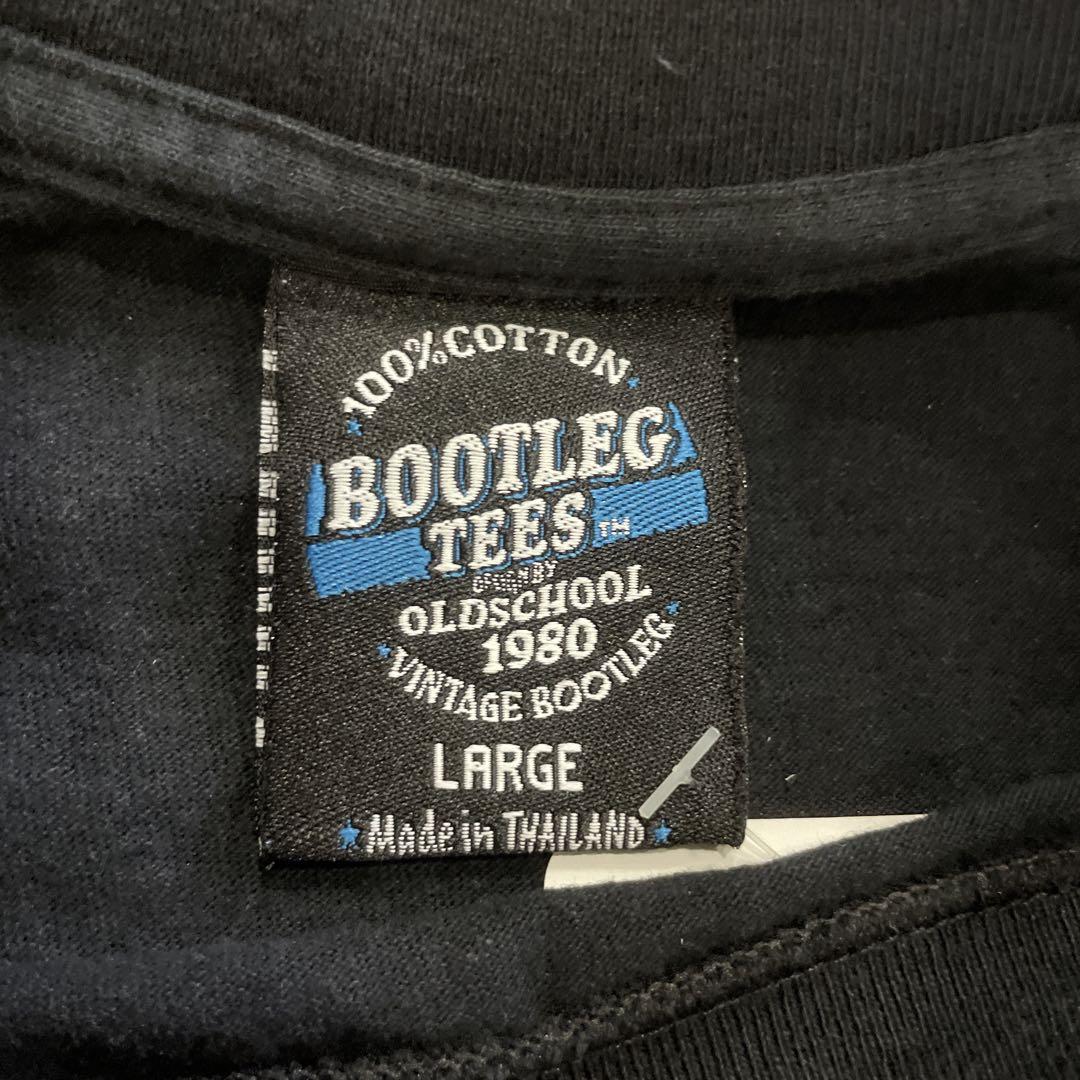 100% COTTON
BOOTLEG
TEES TM
OLDSCHOOL
1980
VINTAGE BOOTLEG
LARGE
Made in THAILAND